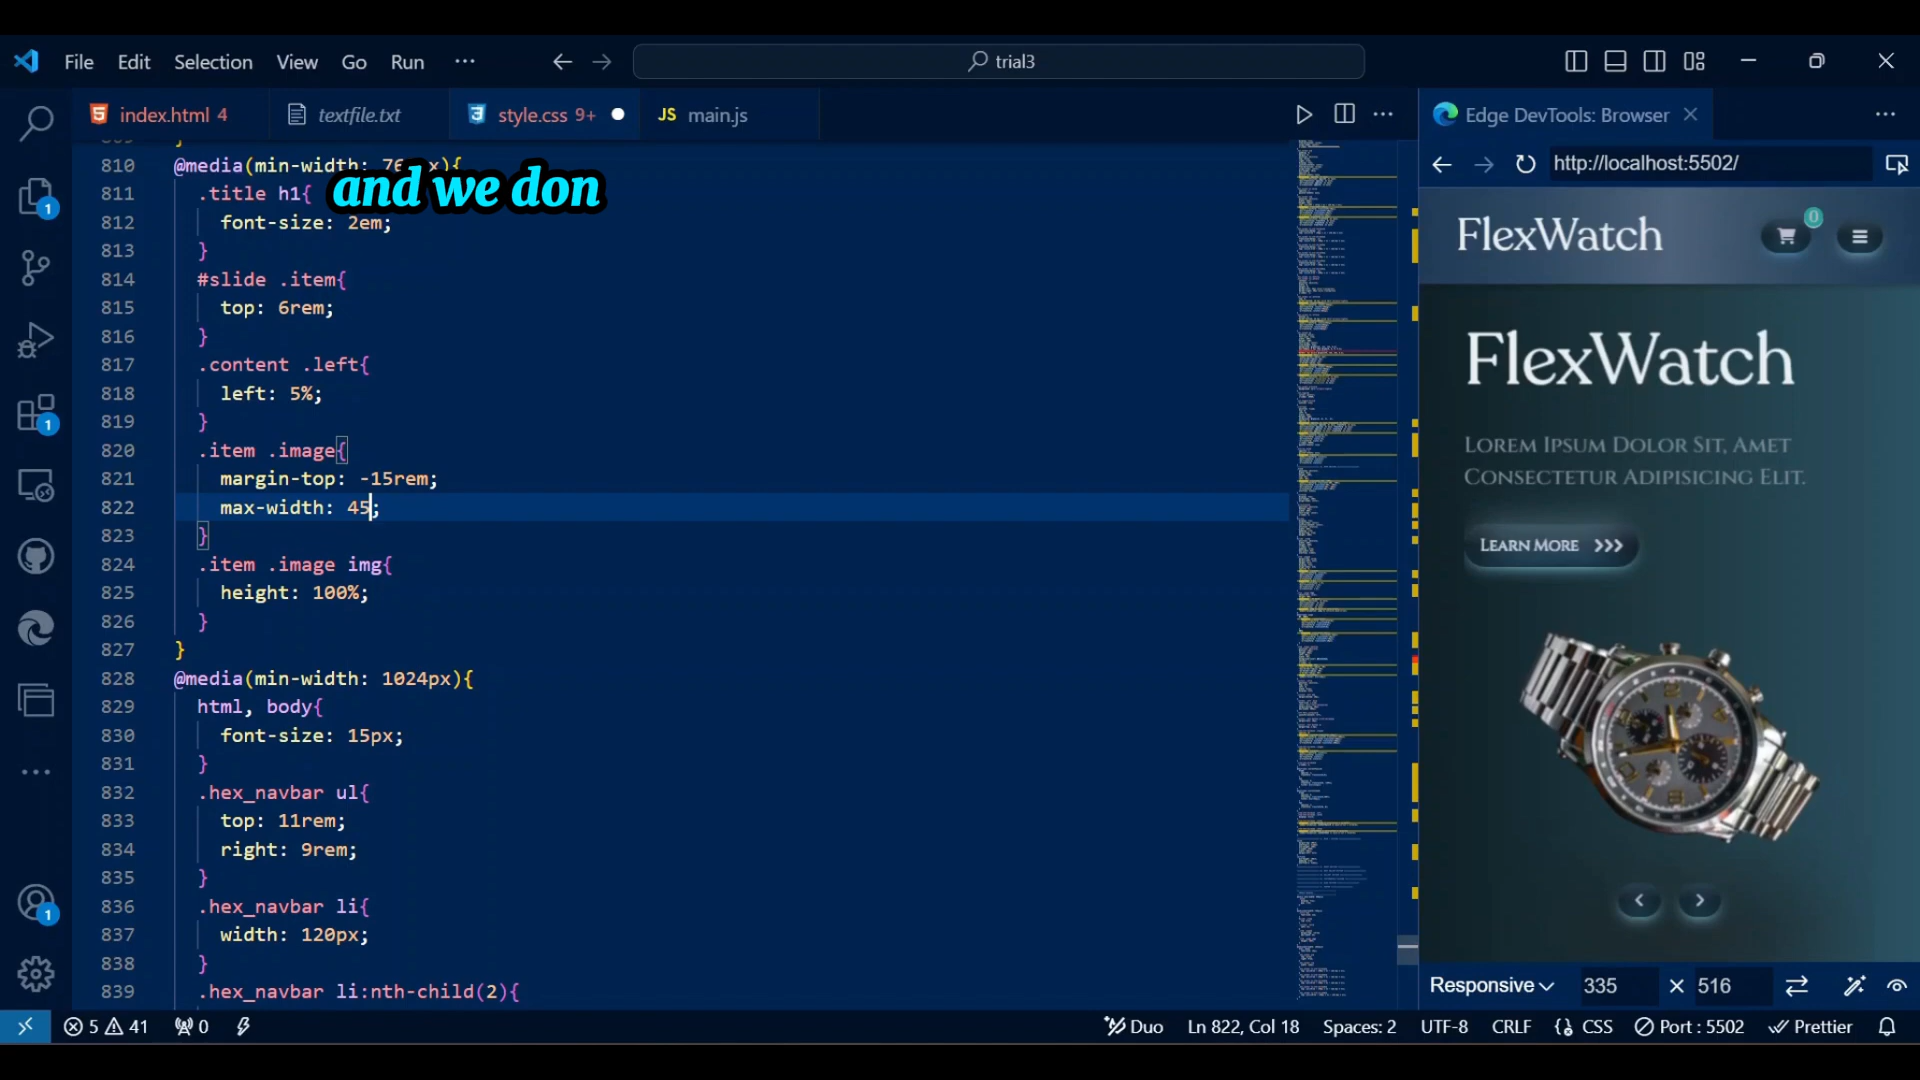 File Edit Selection View Go Run ··· trial3
index.html 4 textfile.txt style.css 9+ JS main.js
Edge DevTools: Browser
http://localhost:5502/
810 @media(min-width: 76 x){
and we don
811 .title h1{
812 font-size: 2em;
813 }
814 #slide .item{
815 top: 6rem;
816 }
817 .content .left{
818 left: 5%;
819 }
820 .item .image{
821 margin-top: -15rem;
822 max-width: 45;
823 }
824 .item .image img{
825 height: 100%;
826 }
827 }
828 @media(min-width: 1024px){
829 html, body{
830 font-size: 15px;
831 }
832 .hex_navbar ul{
833 top: 11rem;
834 right: 9rem;
835 }
836 .hex_navbar li{
837 width: 120px;
838 }
839 .hex_navbar li:nth-child(2){
1
1
1
FlexWatch 0
FlexWatch
Lorem Ipsum Dolor Sit, Amet
Consectetur Adipisicing Elit.
Learn More >>>
Responsive 335 × 516
5 41 0 Duo Ln 822, Col 18 Spaces: 2 UTF-8 CRLF CSS Port : 5502 Prettier